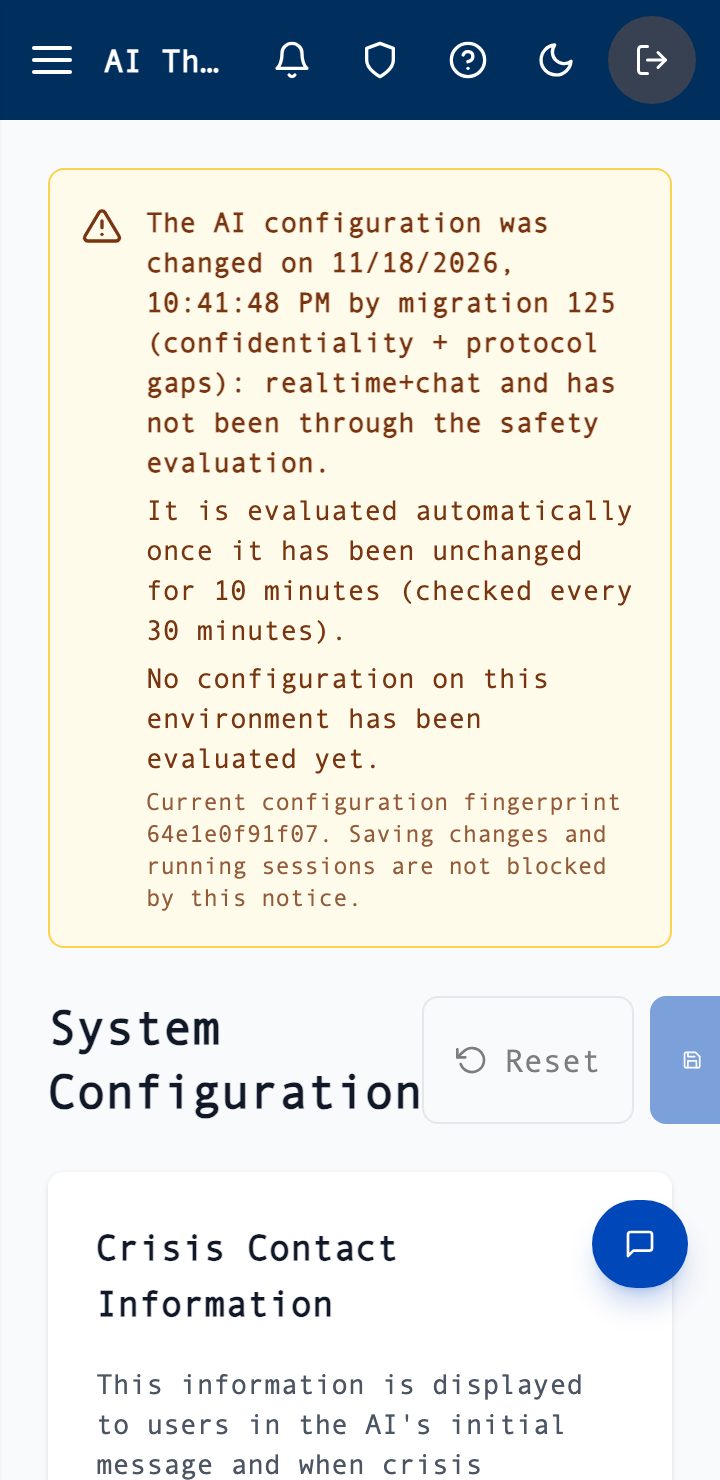 AI Th…
The AI configuration was
changed on 11/18/2026,
10:41:48 PM by migration 125
(confidentiality + protocol
gaps): realtime+chat and has
not been through the safety
evaluation.
It is evaluated automatically
once it has been unchanged
for 10 minutes (checked every
30 minutes).
No configuration on this
environment has been
evaluated yet.
Current configuration fingerprint
64e1e0f91f07. Saving changes and
running sessions are not blocked
by this notice.
System
Configuration
Reset
Crisis Contact
Information
This information is displayed
to users in the AI's initial
message and when crisis